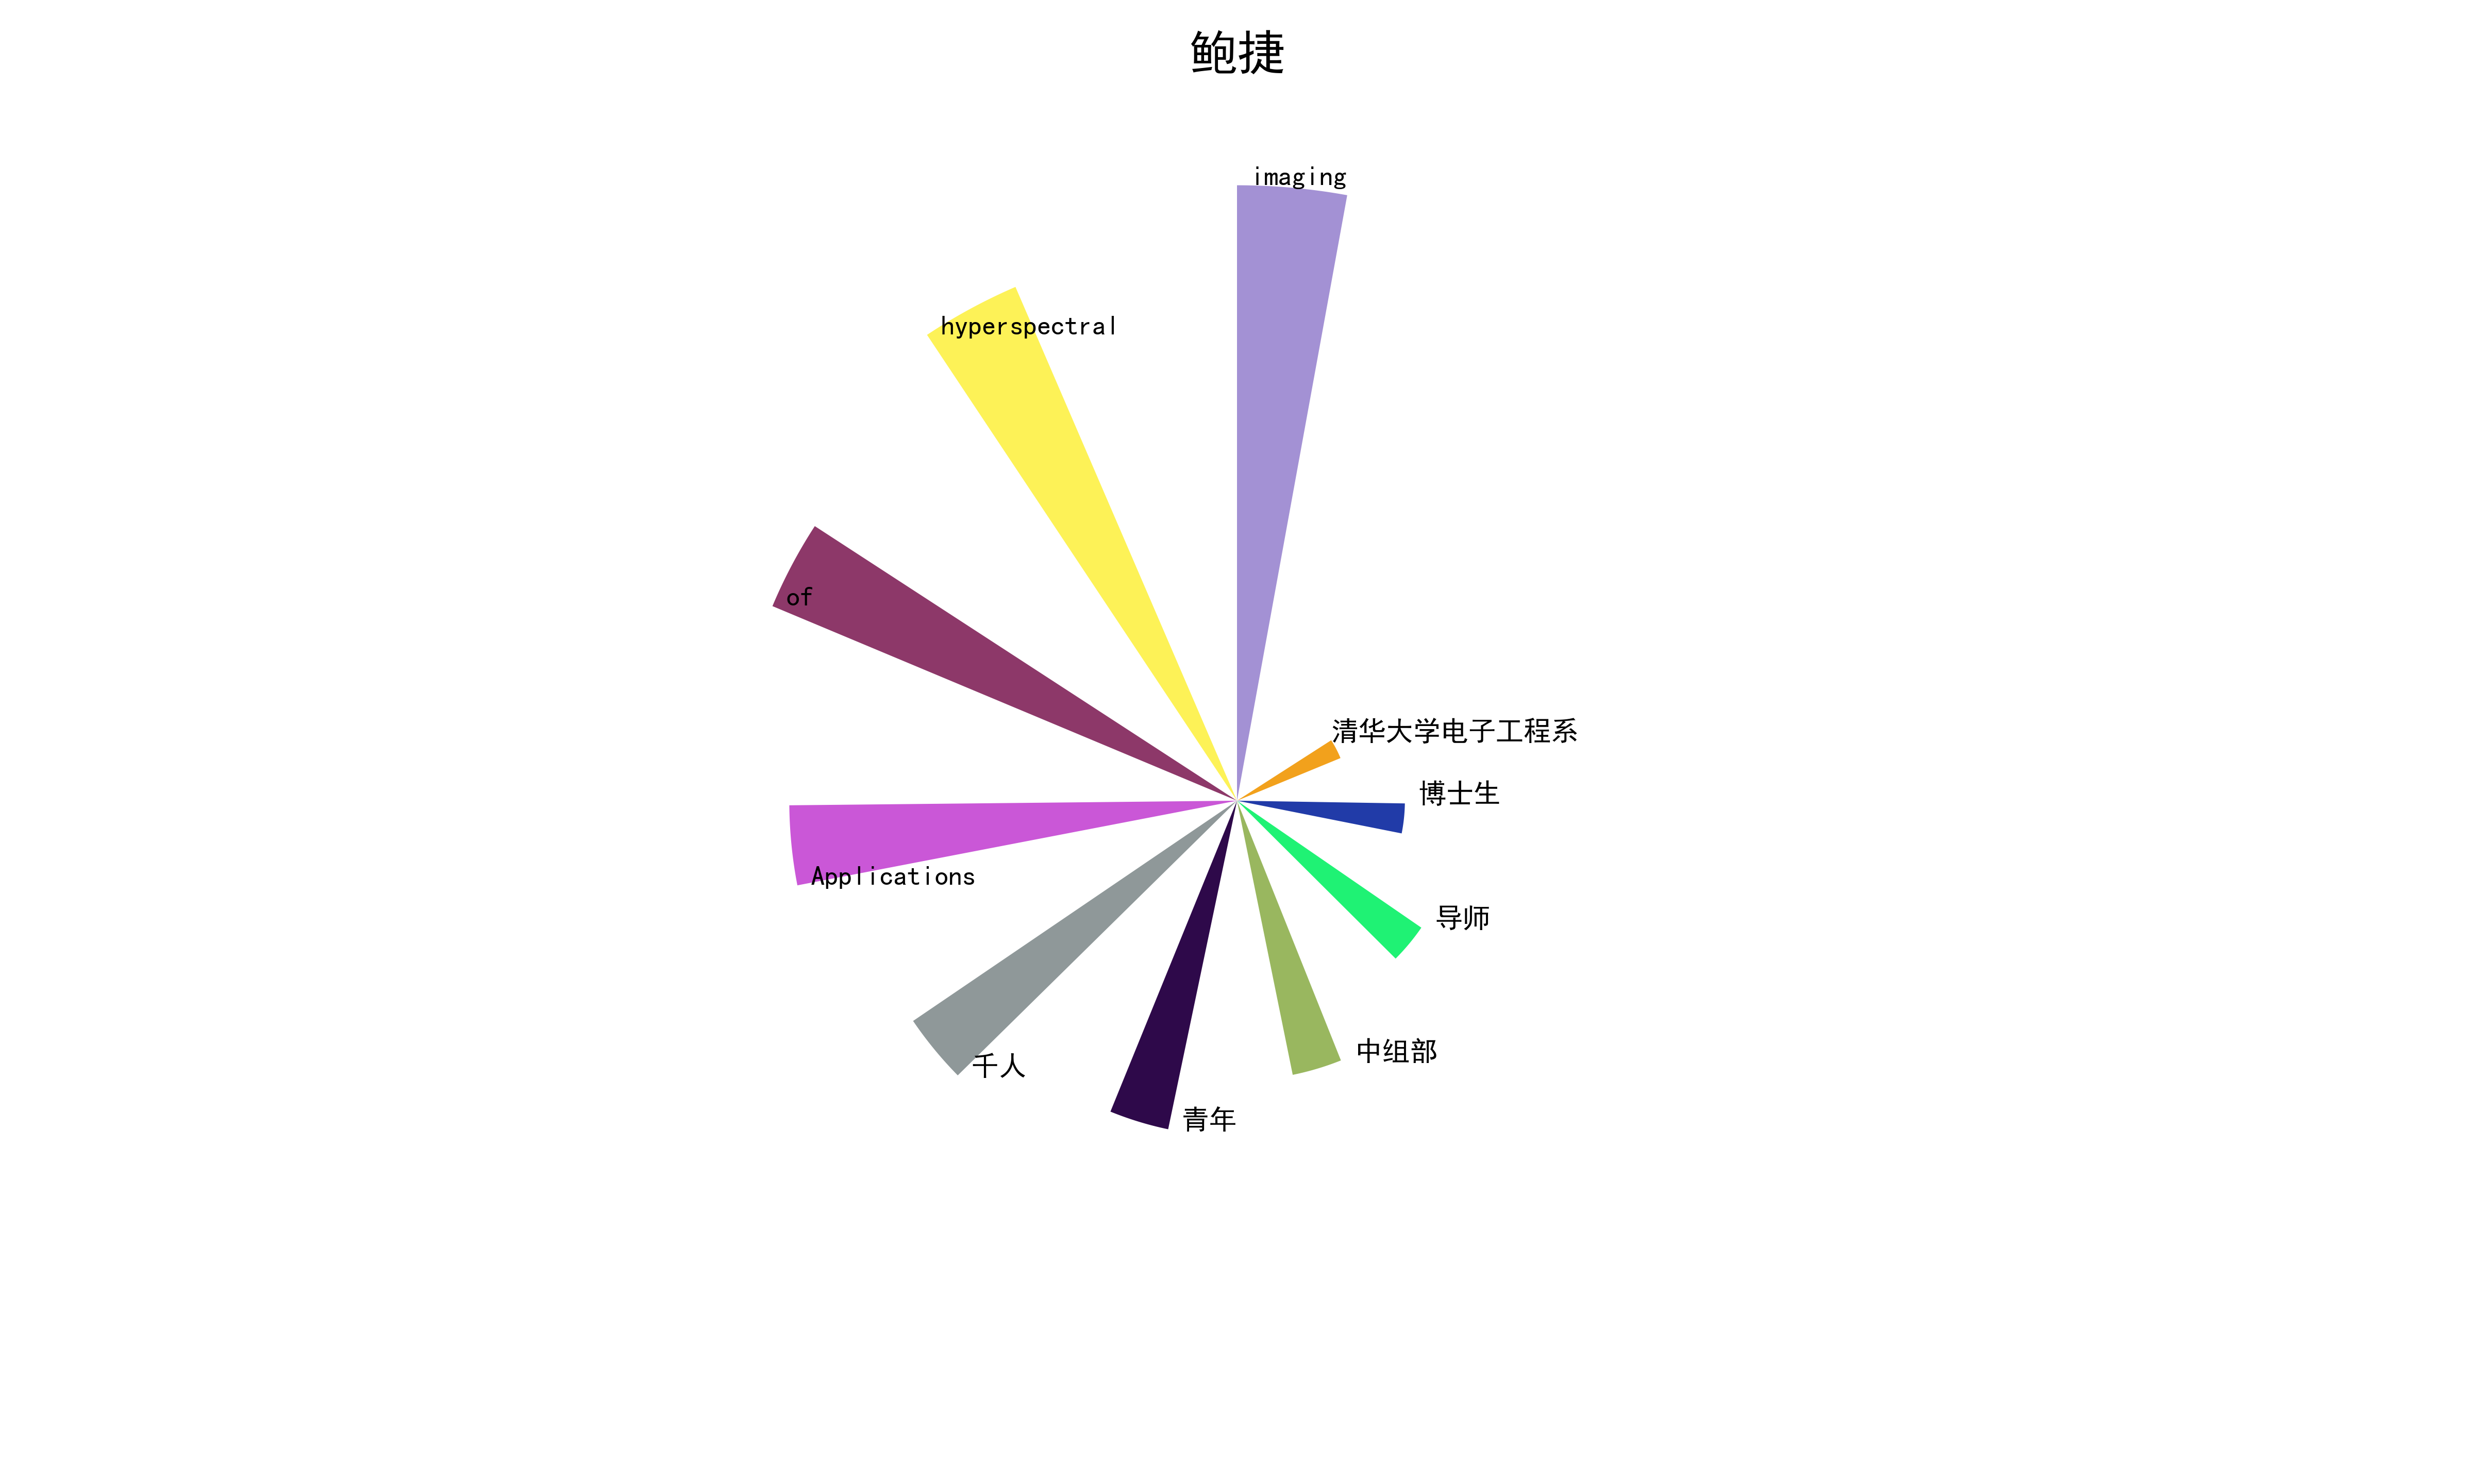 鲍捷
imaging
hyperspectral
of
清华大学电子工程系
博士生
Applications
导师
中组部
千人
青年